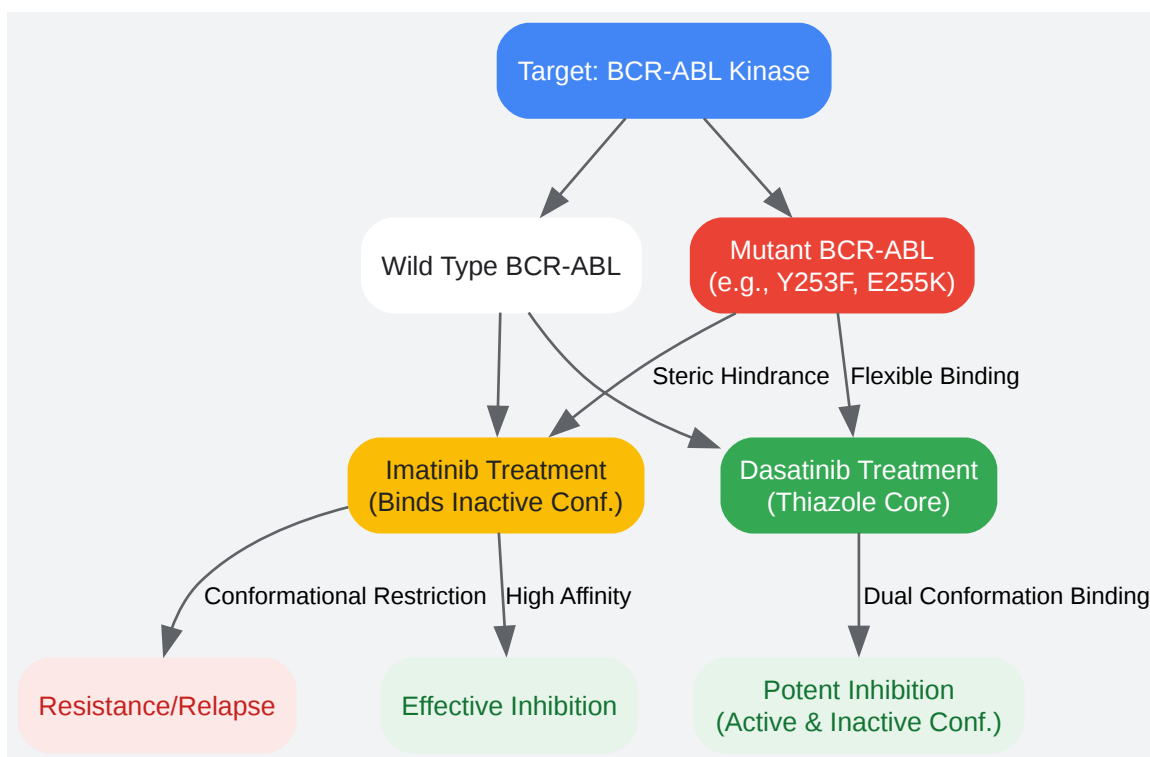 Target: BCR-ABL Kinase
Wild Type BCR-ABL
Mutant BCR-ABL
(e.g., Y253F, E255K)
Steric Hindrance
Flexible Binding
Imatinib Treatment
(Binds Inactive Conf.)
Dasatinib Treatment
(Thiazole Core)
Conformational Restriction
High Affinity
Dual Conformation Binding
Resistance/Relapse
Effective Inhibition
Potent Inhibition
(Active & Inactive Conf.)